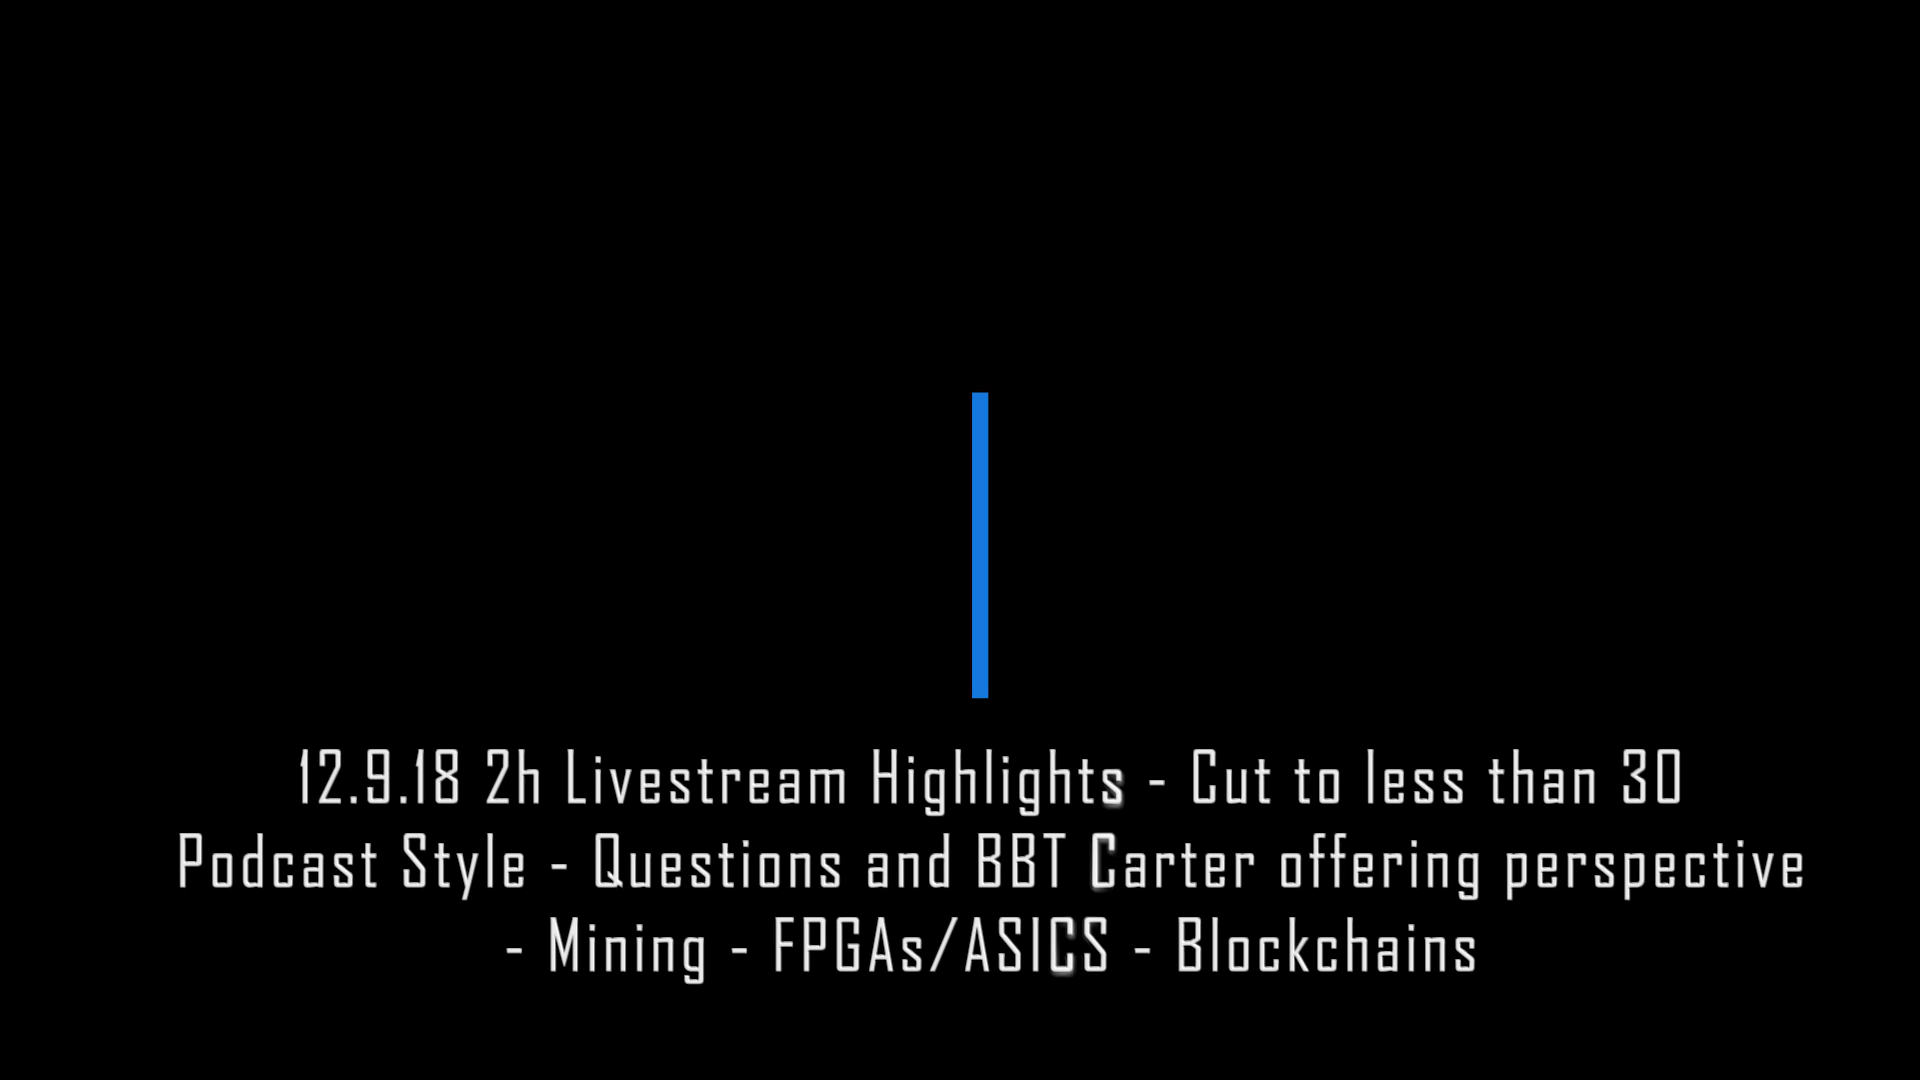 12.9.18 2h Livestream Highlights - Cut to less than 30
Podcast Style - Questions and BBT Carter offering perspective
- Mining - FPGAs/ASICS - Blockchains